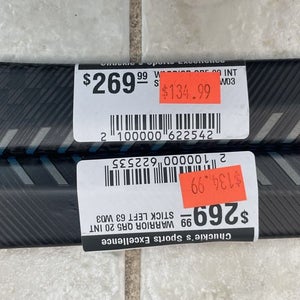 Chuckie's Sports Excellence
WARRIOR QR5 20 INT
$269.99
W03
$134.99
2 100000 622542
2 100000 622535
$134.99
$269.99
STICK LEFT 63 W03
WARRIOR QR5 20 INT
Chuckie's Sports Excellence